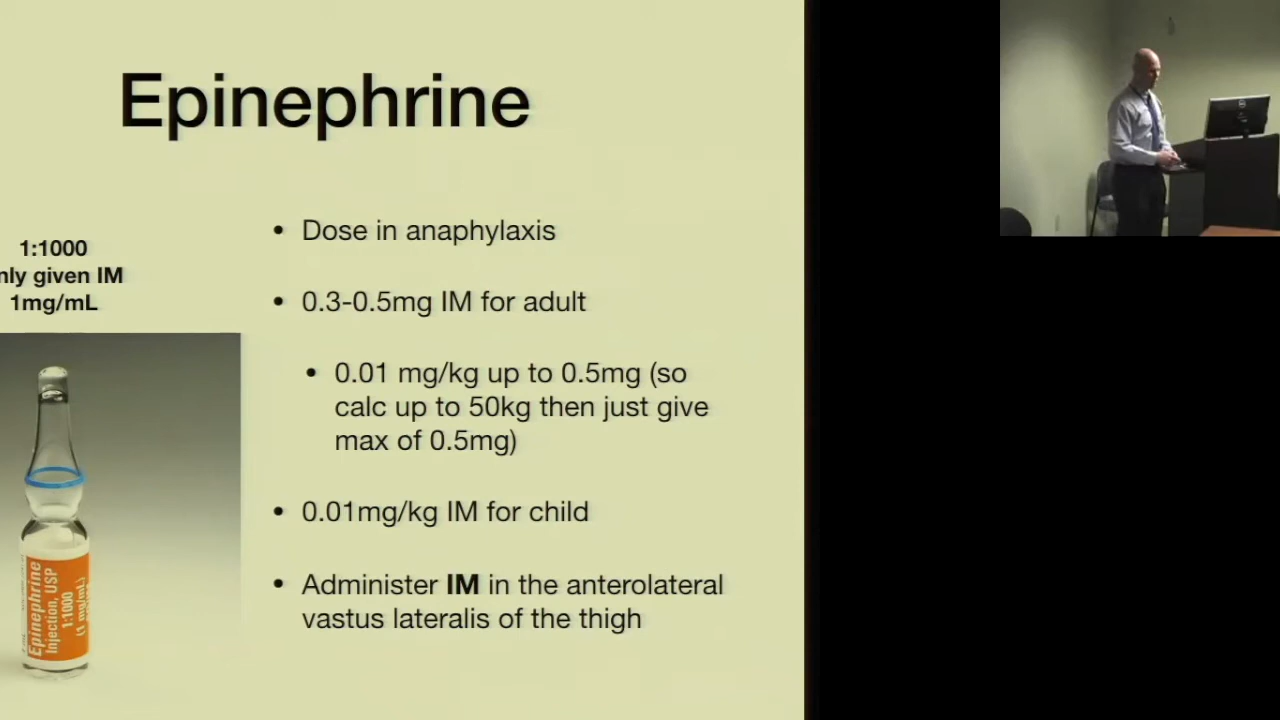 Epinephrine
1:1000
nly given IM
1mg/mL
• Dose in anaphylaxis
• 0.3-0.5mg IM for adult
• 0.01 mg/kg up to 0.5mg (so
calc up to 50kg then just give
max of 0.5mg)
• 0.01mg/kg IM for child
• Administer IM in the anterolateral
vastus lateralis of the thigh
Epinephrine
Injection, USP
1:1000
(1 mg/mL)